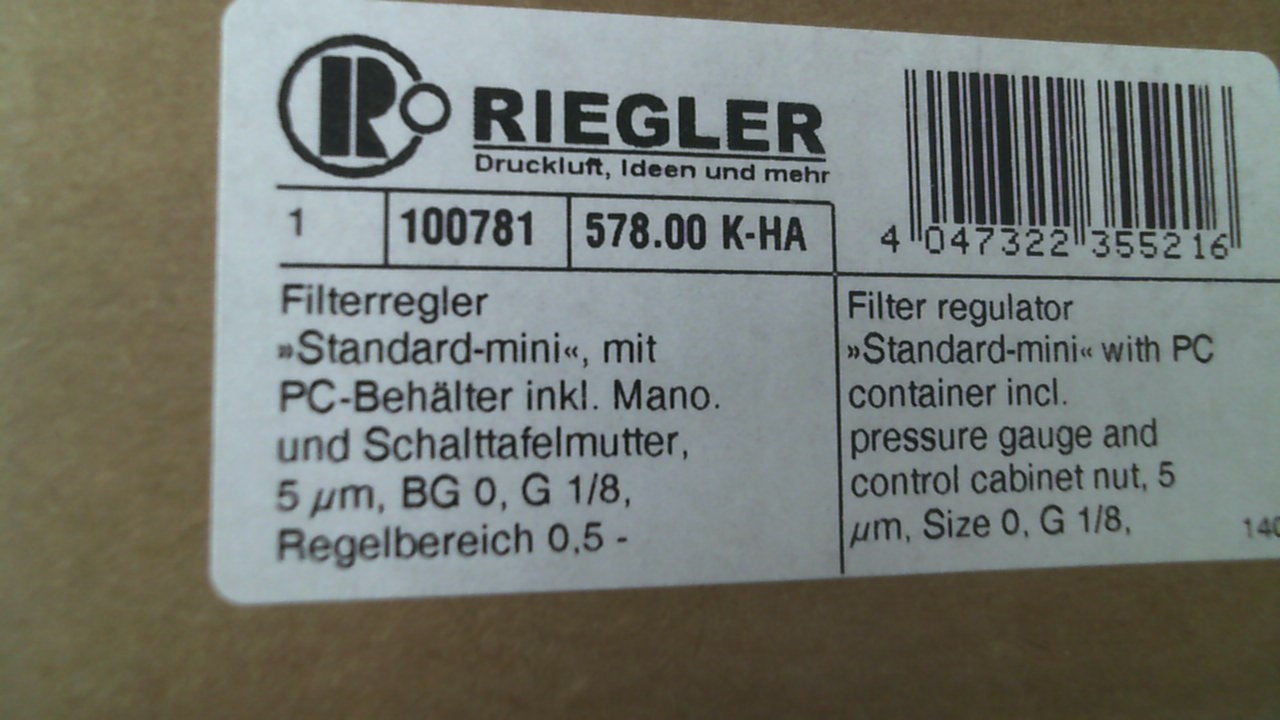 RIEGLER
Druckluft, Ideen und mehr
1 100781 578.00 K-HA
4 047322 355216
Filterregler
»Standard-mini«, mit
PC-Behälter inkl. Mano.
und Schalttafelmutter,
5 µm, BG 0, G 1/8,
Regelbereich 0,5 -
Filter regulator
»Standard-mini« with PC
container incl.
pressure gauge and
control cabinet nut, 5
µm, Size 0, G 1/8,